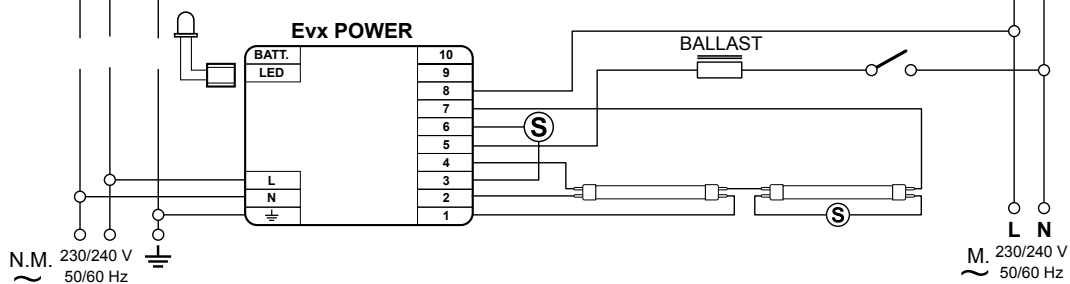 Evx POWER
BATT.
LED
L
N
10
9
8
7
6
5
4
3
2
1
BALLAST
S
S
N.M. 230/240 V
~ 50/60 Hz
L N
M. 230/240 V
~ 50/60 Hz